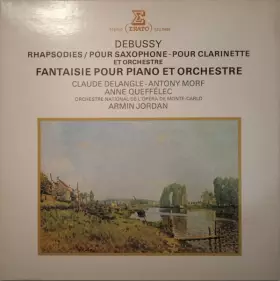 ERATO
DEBUSSY
RHAPSODIES / POUR SAXOPHONE - POUR CLARINETTE
ET ORCHESTRE
FANTAISIE POUR PIANO ET ORCHESTRE
CLAUDE DELANGLE - ANTONY MORF
ANNE QUEFFÉLEC
ORCHESTRE NATIONAL DE L'OPÉRA DE MONTE-CARLO
ARMIN JORDAN